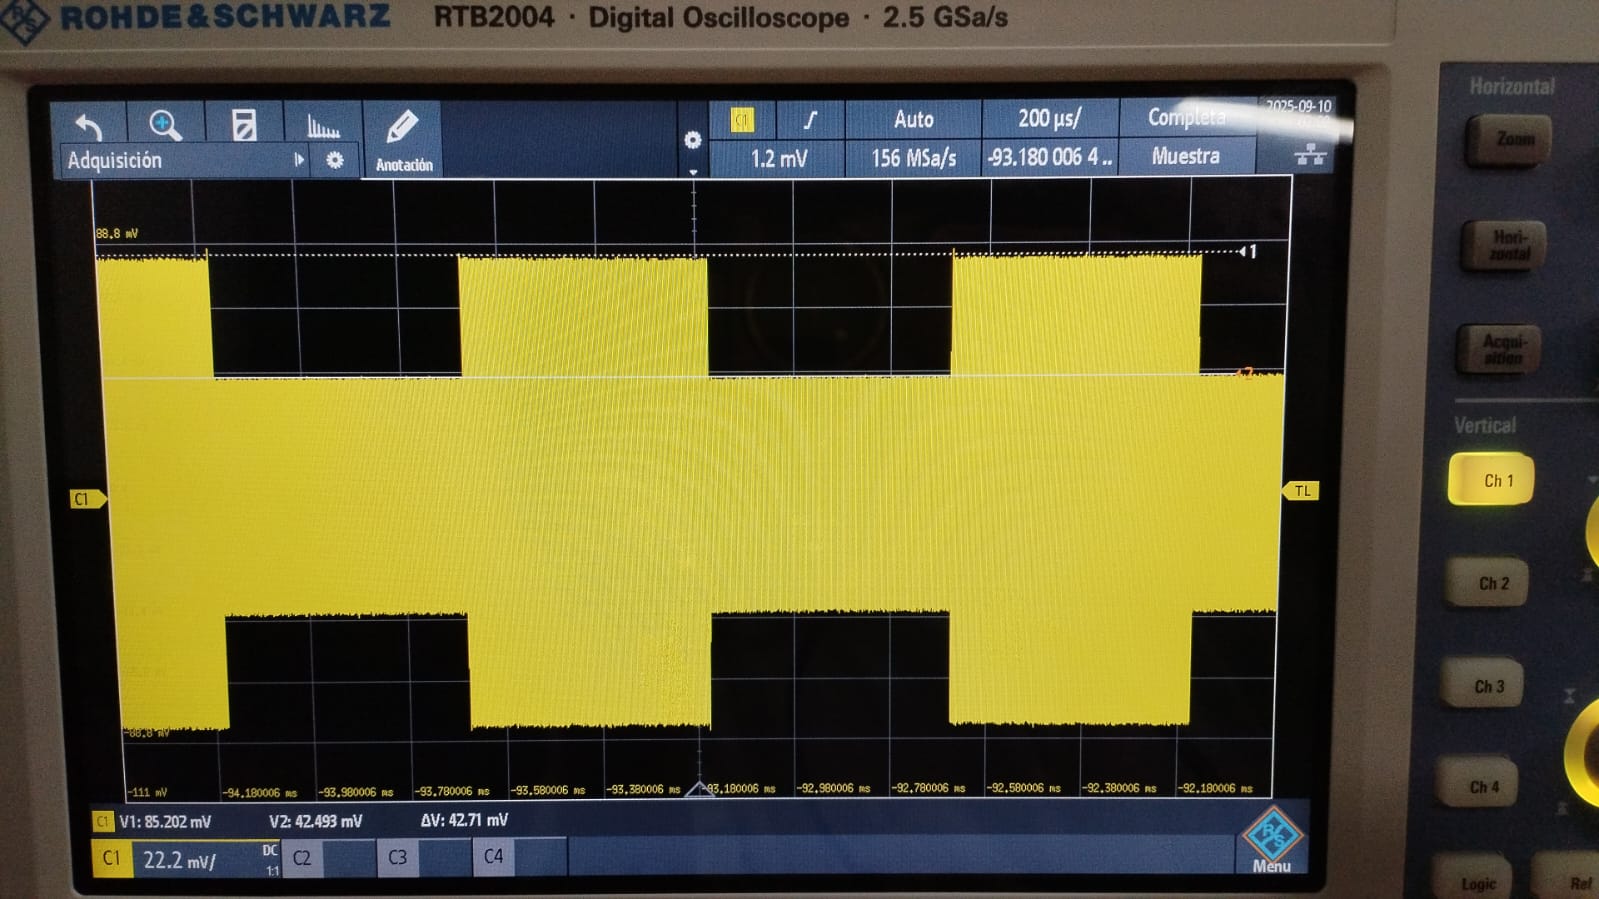 ROHDE&SCHWARZ RTB2004 · Digital Oscilloscope · 2.5 GSa/s
Horizontal
Zoom
Hori-
zontal
Acqui-
sition
Vertical
Ch 1
Ch 2
Ch 3
Ch 4
Logic
Ref
C1 Auto 200 µs/ Completa 2025-09-10
Adquisición Anotación 1.2 mV 156 MSa/s -93.180 006 4 .. Muestra
88.8 mV
1
2
C1
TL
-88.8 mV
-111 mV -94.180006 ms -93.980006 ms -93.780006 ms -93.580006 ms -93.380006 ms -93.180006 ms -92.980006 ms -92.780006 ms -92.580006 ms -92.380006 ms -92.180006 ms
C1 V1: 85.202 mV V2: 42.493 mV ΔV: 42.71 mV
C1 22.2 mV/ DC 1:1 C2 C3 C4
R S
Menu